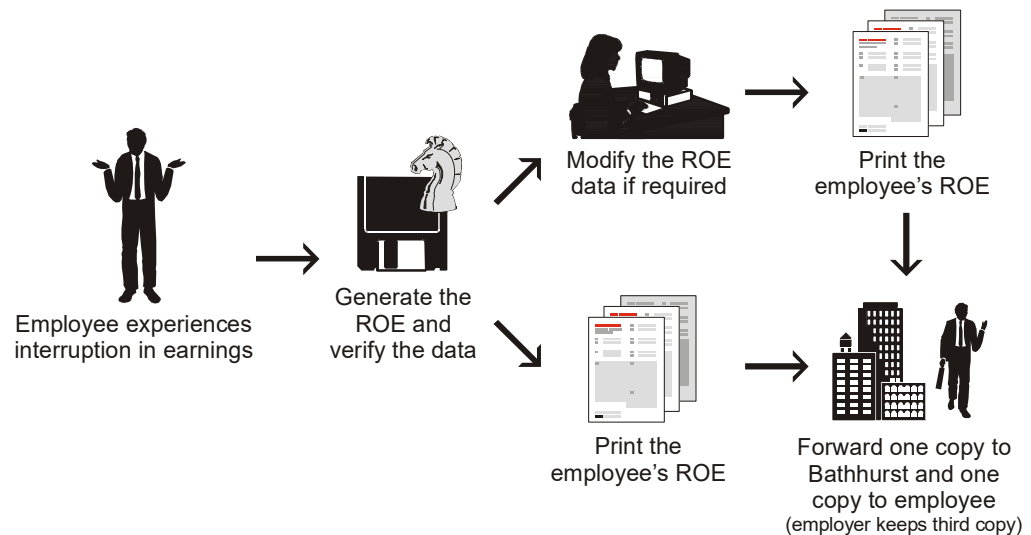 Employee experiences
interruption in earnings
Generate the
ROE and
verify the data
Modify the ROE
data if required
Print the
employee’s ROE
Print the
employee’s ROE
Forward one copy to
Bathhurst and one
copy to employee
(employer keeps third copy)